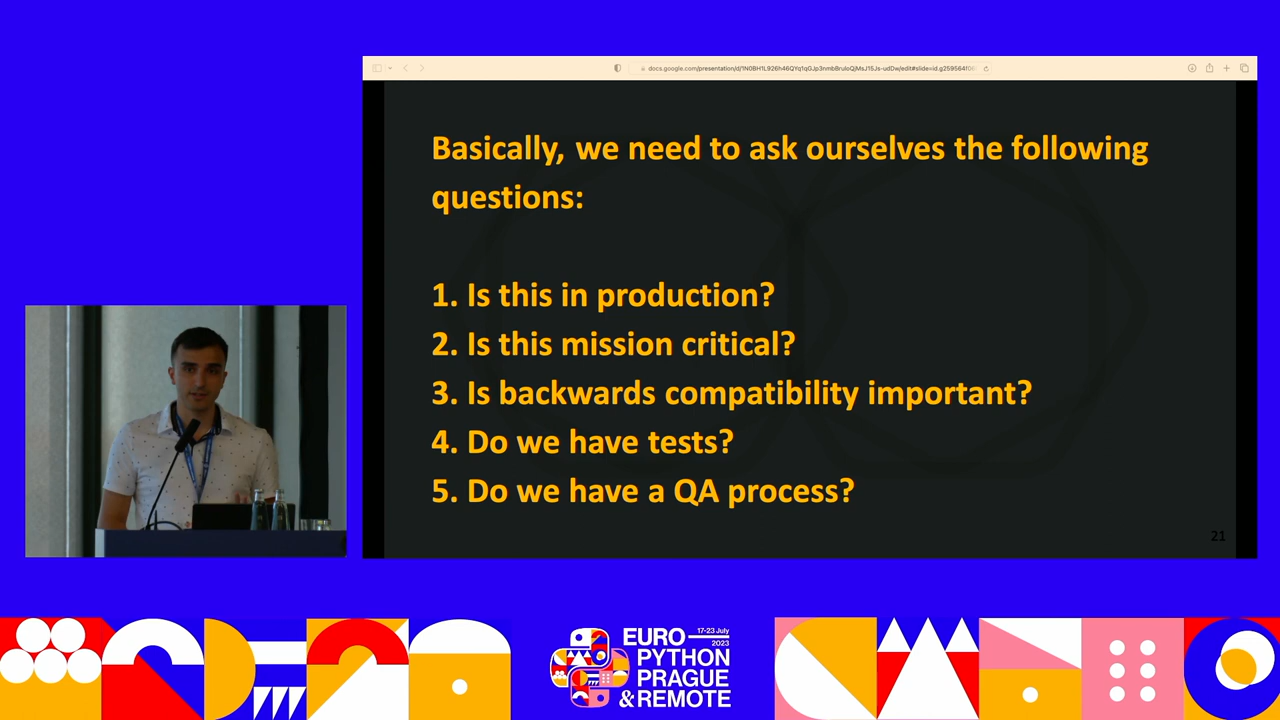 Basically, we need to ask ourselves the following
questions:
1. Is this in production?
2. Is this mission critical?
3. Is backwards compatibility important?
4. Do we have tests?
5. Do we have a QA process?
21
EURO
17-23 July
2023
PYTHON
PRAGUE
& REMOTE